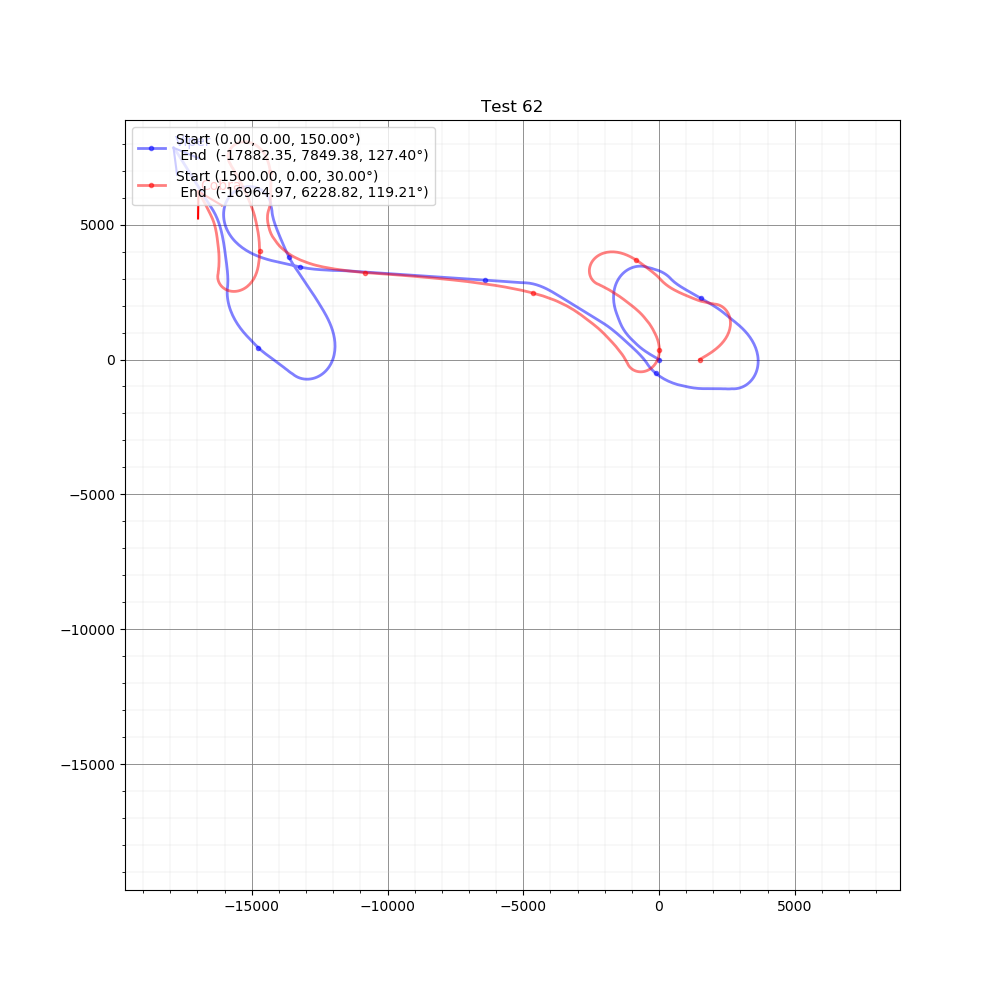 Test 62
Start (0.00, 0.00, 150.00°)
End (-17882.35, 7849.38, 127.40°)
Start (1500.00, 0.00, 30.00°)
End (-16964.97, 6228.82, 119.21°)
5000
0
−5000
−10000
−15000
−15000
−10000
−5000
0
5000